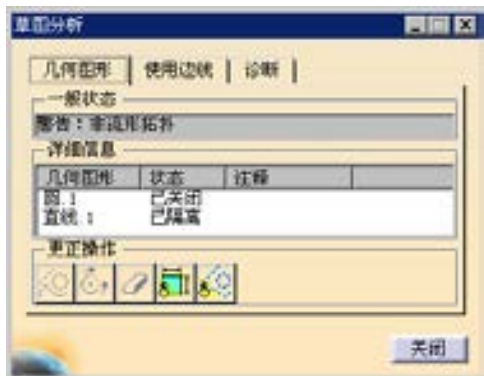 草图分析
几何图形 使用边线 诊断
一般状态
警告：非流形拓扑
详细信息
几何图形 状态 注释
圆.1 已关闭
直线.1 已隔离
更正操作
关闭